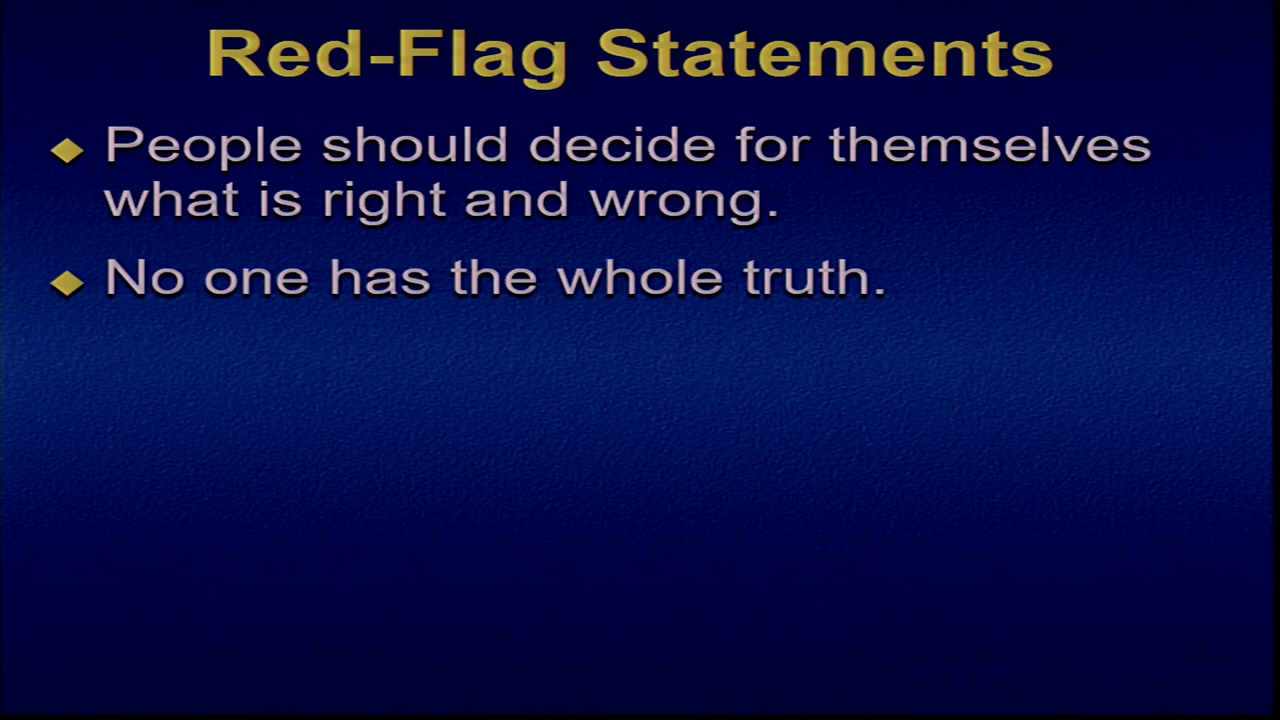 Red-Flag Statements
People should decide for themselves
what is right and wrong.
No one has the whole truth.